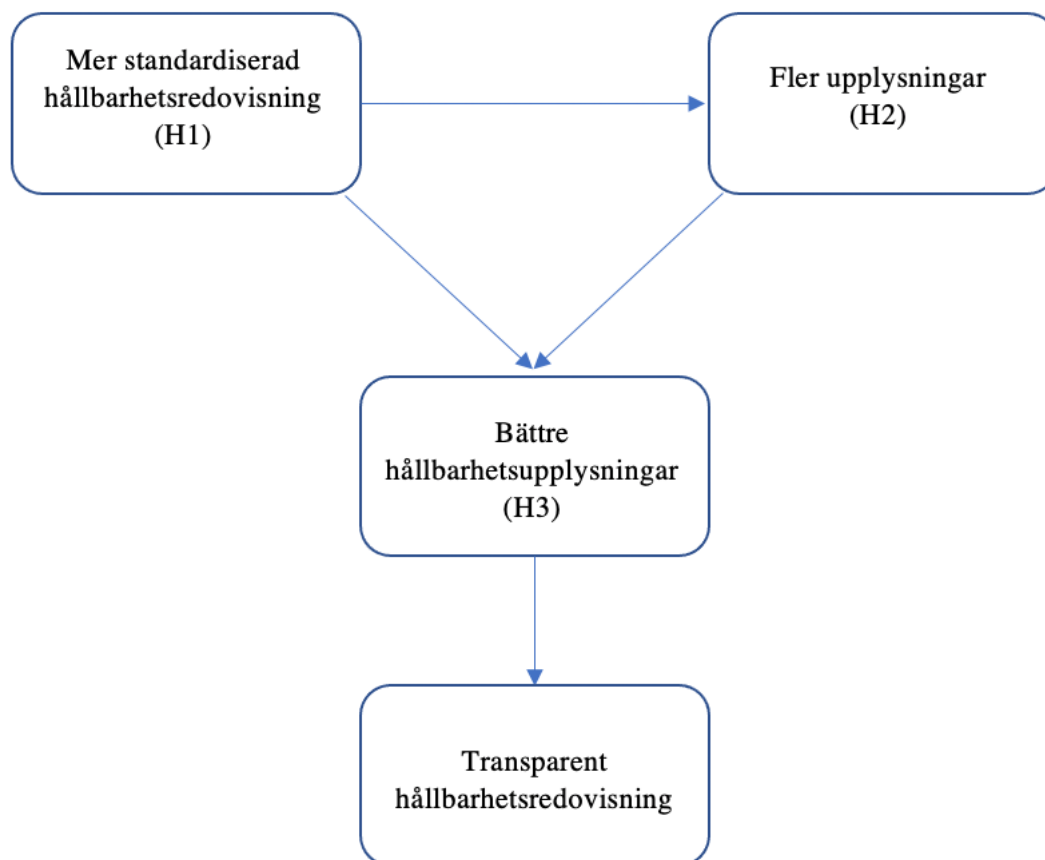 Mer standardiserad
hållbarhetsredovisning
(H1)
Fler upplysningar
(H2)
Bättre
hållbarhetsupplysningar
(H3)
Transparent
hållbarhetsredovisning